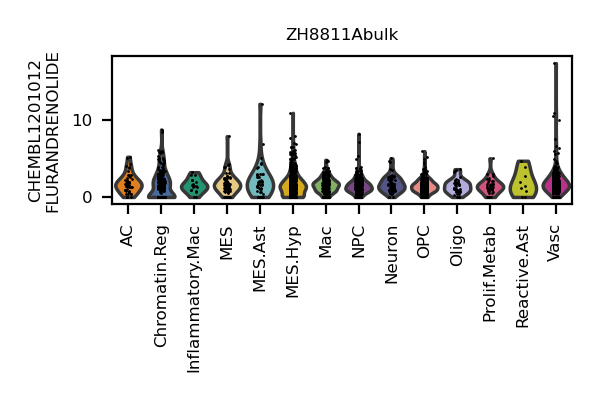 ZH8811Abulk
CHEMBL1201012
FLURANDRENOLIDE
10
0
AC
Chromatin.Reg
Inflammatory.Mac
MES
MES.Ast
MES.Hyp
Mac
NPC
Neuron
OPC
Oligo
Prolif.Metab
Reactive.Ast
Vasc